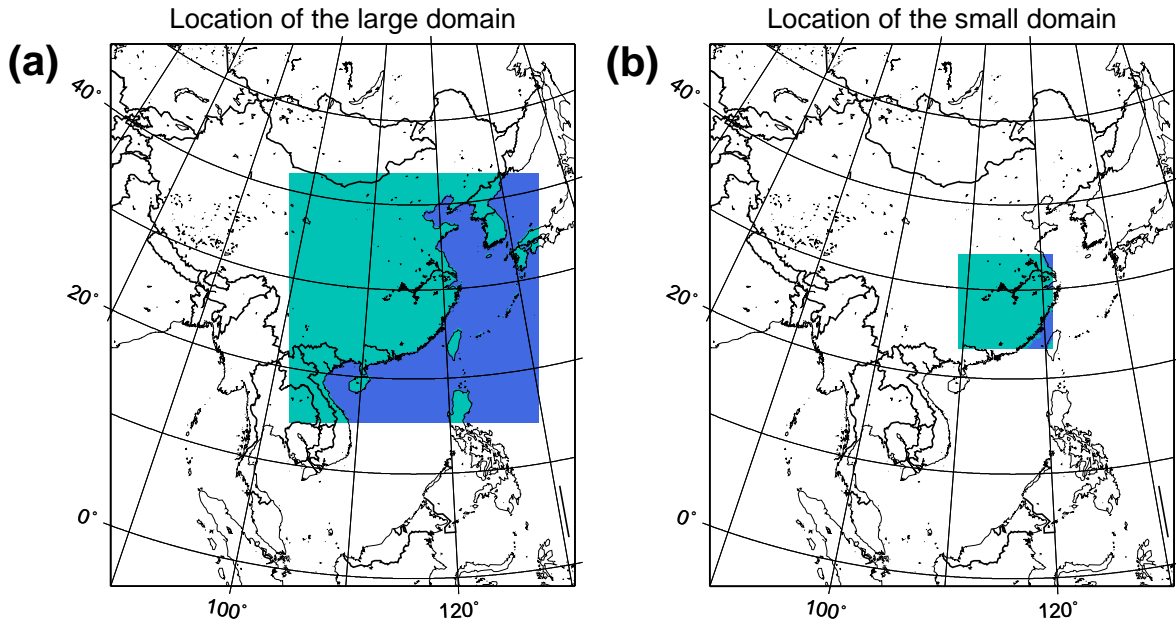 Location of the large domain
Location of the small domain
(a)
(b)
40°
20°
0°
100°
120°
40°
20°
0°
100°
120°